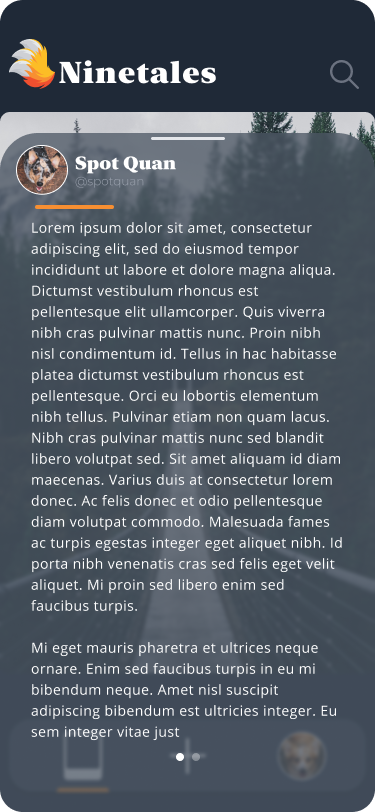 Ninetales
Spot Quan
@spotquan
Lorem ipsum dolor sit amet, consectetur
adipiscing elit, sed do eiusmod tempor
incididunt ut labore et dolore magna aliqua.
Dictumst vestibulum rhoncus est
pellentesque elit ullamcorper. Quis viverra
nibh cras pulvinar mattis nunc. Proin nibh
nisl condimentum id. Tellus in hac habitasse
platea dictumst vestibulum rhoncus est
pellentesque. Orci eu lobortis elementum
nibh tellus. Pulvinar etiam non quam lacus.
Nibh cras pulvinar mattis nunc sed blandit
libero volutpat sed. Sit amet aliquam id diam
maecenas. Varius duis at consectetur lorem
donec. Ac felis donec et odio pellentesque
diam volutpat commodo. Malesuada fames
ac turpis egestas integer eget aliquet nibh. Id
porta nibh venenatis cras sed felis eget velit
aliquet. Mi proin sed libero enim sed
faucibus turpis.
Mi eget mauris pharetra et ultrices neque
ornare. Enim sed faucibus turpis in eu mi
bibendum neque. Amet nisl suscipit
adipiscing bibendum est ultricies integer. Eu
sem integer vitae just